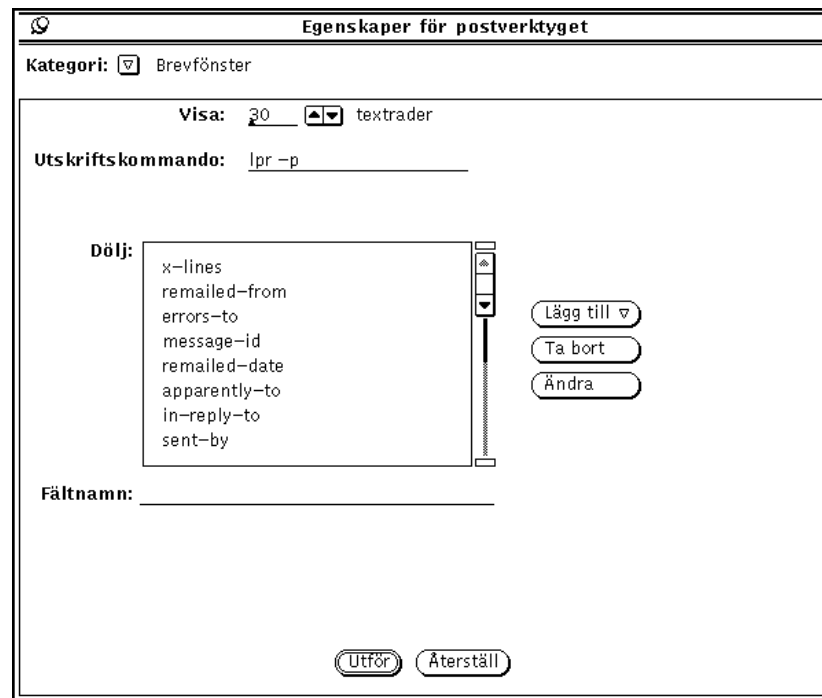 Egenskaper för postverktyget
Kategori: Brevfönster
Visa: 30 textrader
Utskriftskommando: lpr -p
Dölj:
x-lines
remailed-from
errors-to
message-id
remailed-date
apparently-to
in-reply-to
sent-by
Lägg till
Ta bort
Ändra
Fältnamn:
Utför Återställ